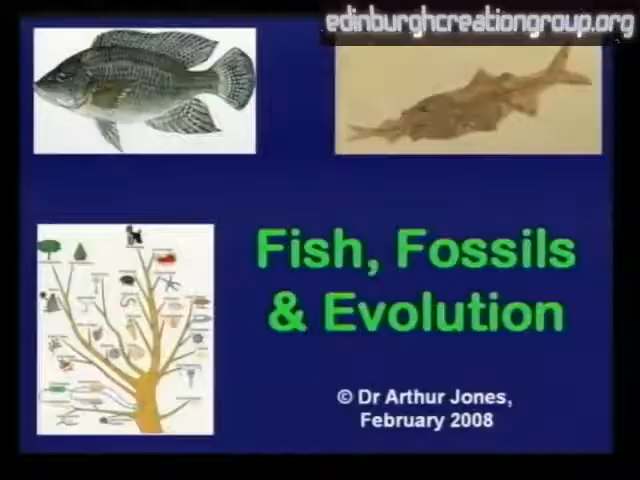 edinburghcreationgroup.org
Fish, Fossils
& Evolution
© Dr Arthur Jones,
February 2008